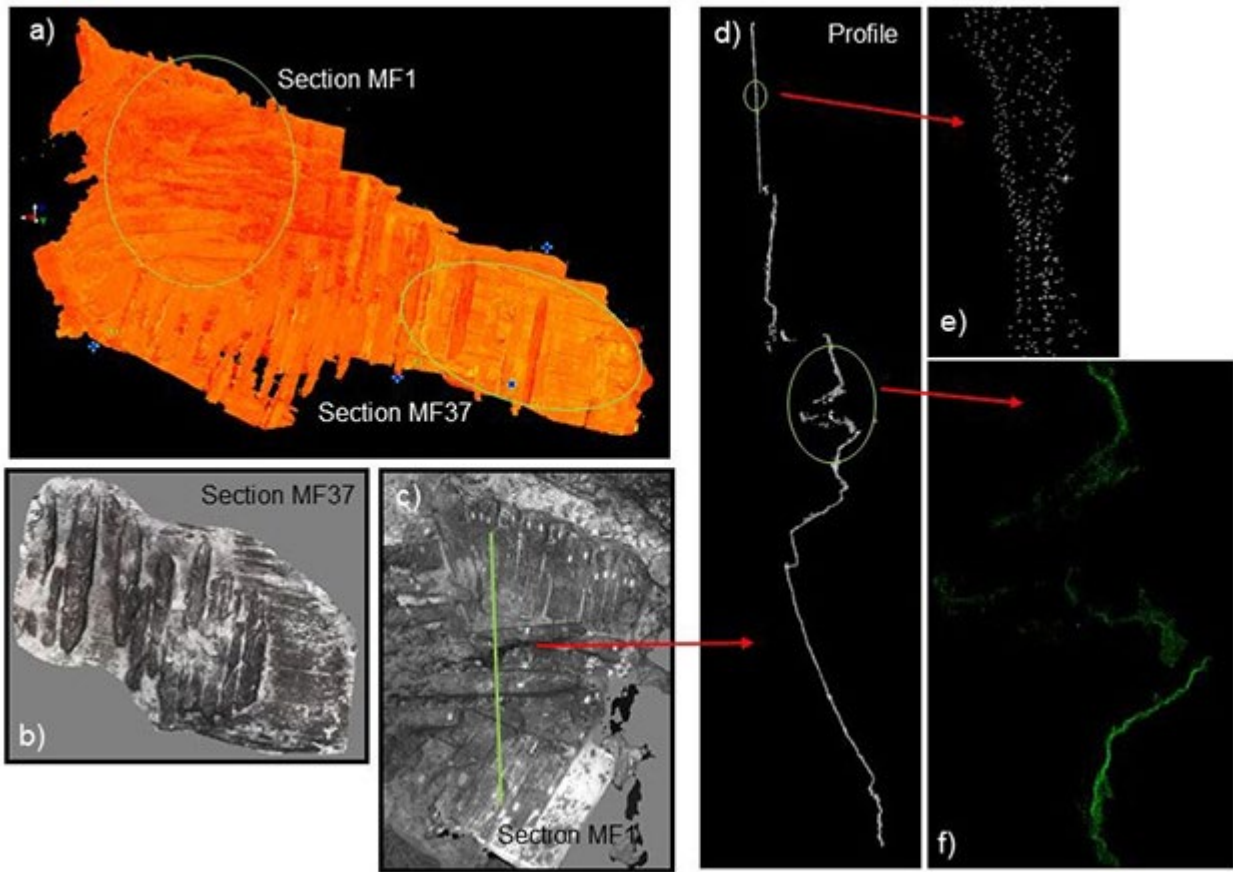 a)
Section MF1
Section MF37
b)
Section MF37
c)
Section MF1
d)
Profile
e)
f)